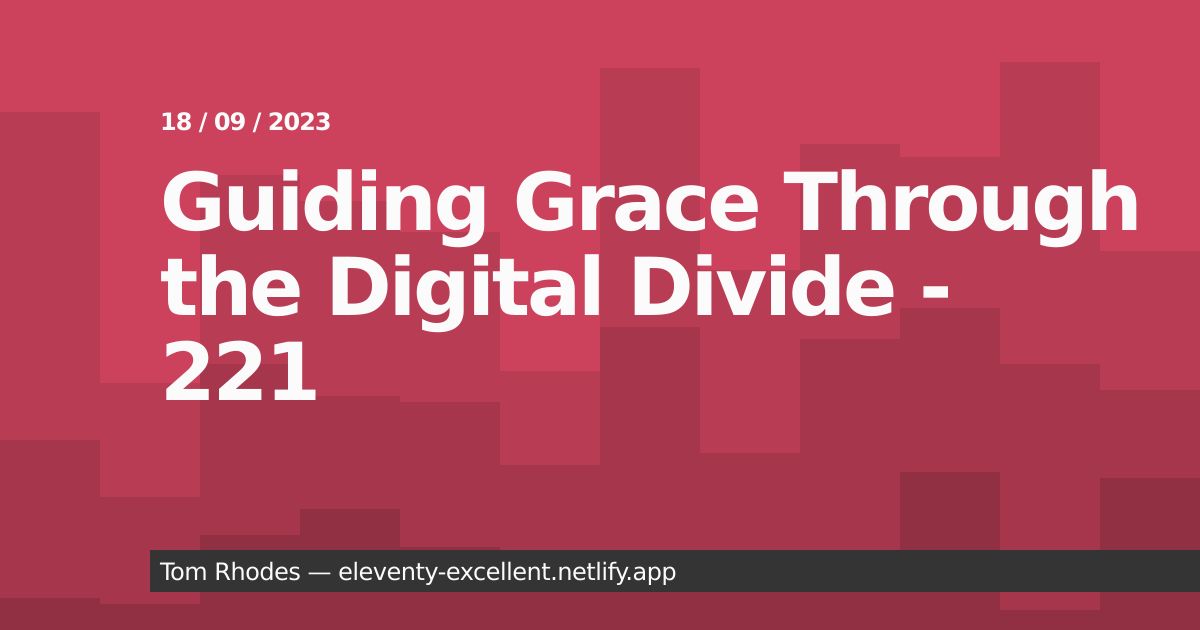 18 / 09 / 2023
Guiding Grace Through
the Digital Divide -
221
Tom Rhodes — eleventy-excellent.netlify.app